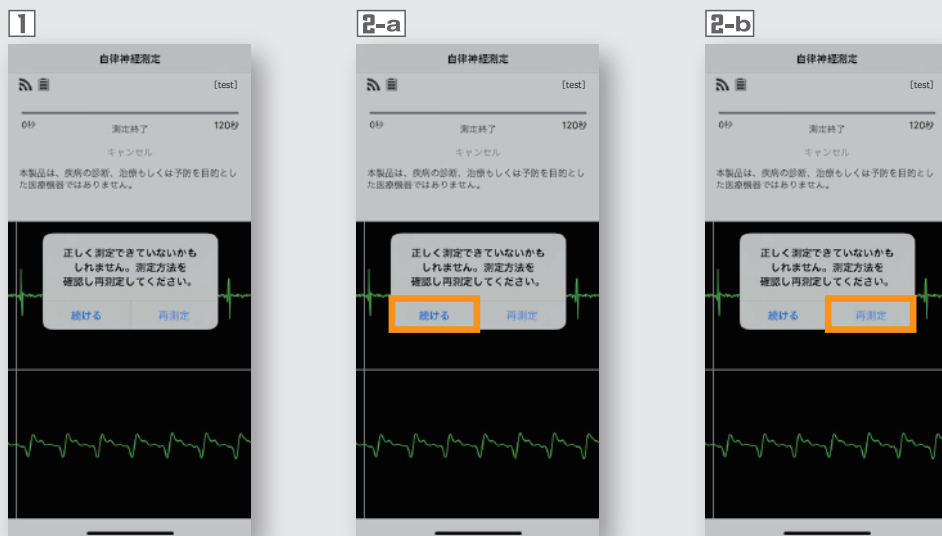 1
自律神経測定
[test]
0秒
測定終了
120秒
キャンセル
本製品は、疾病の診断、治療もしくは予防を目的とし
た医療機器ではありません。
正しく測定できていないかも
しれません。測定方法を
確認し再測定してください。
続ける
再測定
2-a
自律神経測定
[test]
0秒
測定終了
120秒
キャンセル
本製品は、疾病の診断、治療もしくは予防を目的とし
た医療機器ではありません。
正しく測定できていないかも
しれません。測定方法を
確認し再測定してください。
続ける
再測定
2-b
自律神経測定
[test]
0秒
測定終了
120秒
キャンセル
本製品は、疾病の診断、治療もしくは予防を目的とし
た医療機器ではありません。
正しく測定できていないかも
しれません。測定方法を
確認し再測定してください。
続ける
再測定